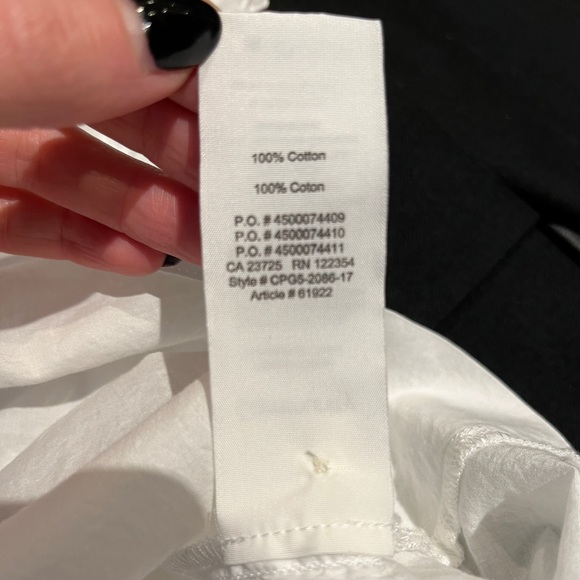 100% Cotton
100% Coton
P.O. # 4500074409
P.O. # 4500074410
P.O. # 4500074411
CA 23725 RN 122354
Style # CPG5-2086-17
Article # 61922